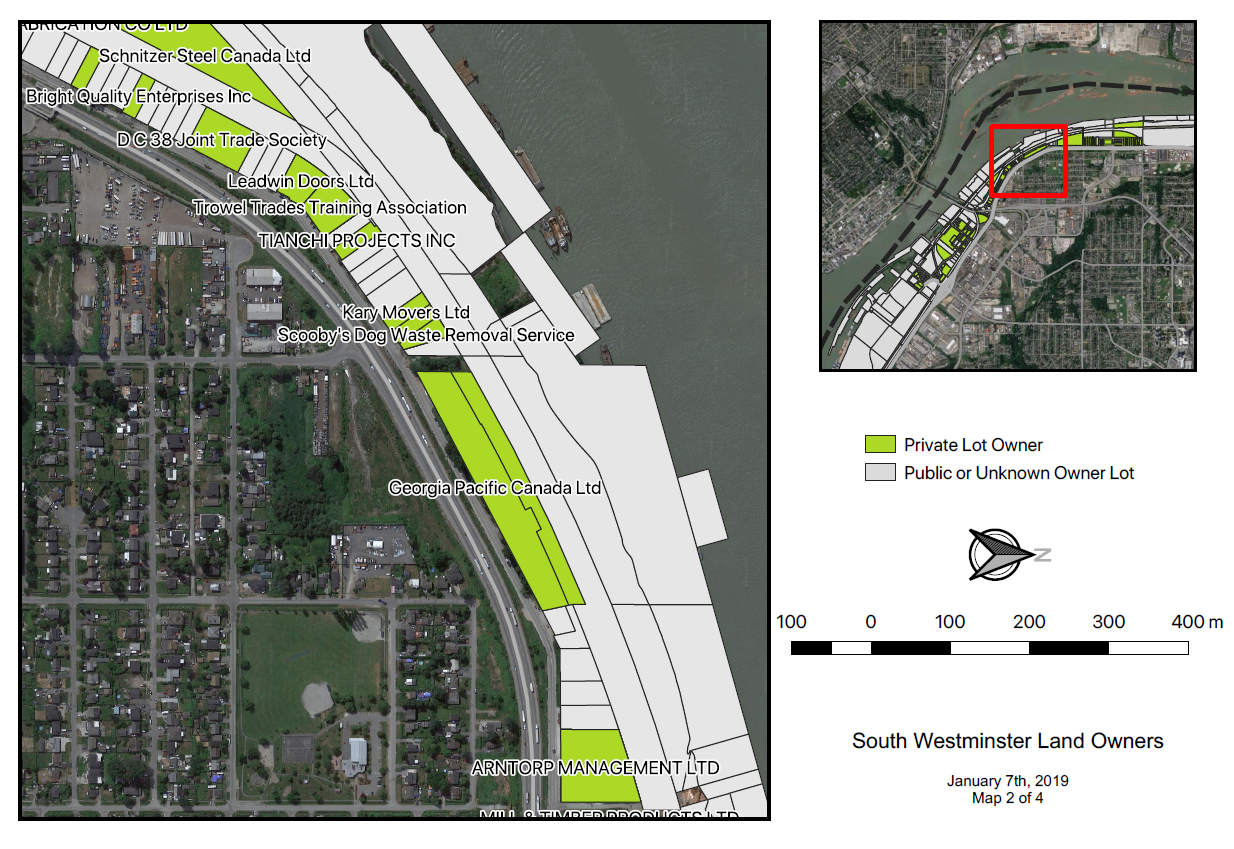 ABRICATION CO LTD
Schnitzer Steel Canada Ltd
Bright Quality Enterprises Inc
D C 38 Joint Trade Society
Leadwin Doors Ltd
Trowel Trades Training Association
TIANCHI PROJECTS INC
Kary Movers Ltd
Scooby's Dog Waste Removal Service
Georgia Pacific Canada Ltd
ARNTORP MANAGEMENT LTD
MILL & TIMBER PRODUCTS LTD
Private Lot Owner
Public or Unknown Owner Lot
N
100 0 100 200 300 400 m
South Westminster Land Owners
January 7th, 2019
Map 2 of 4